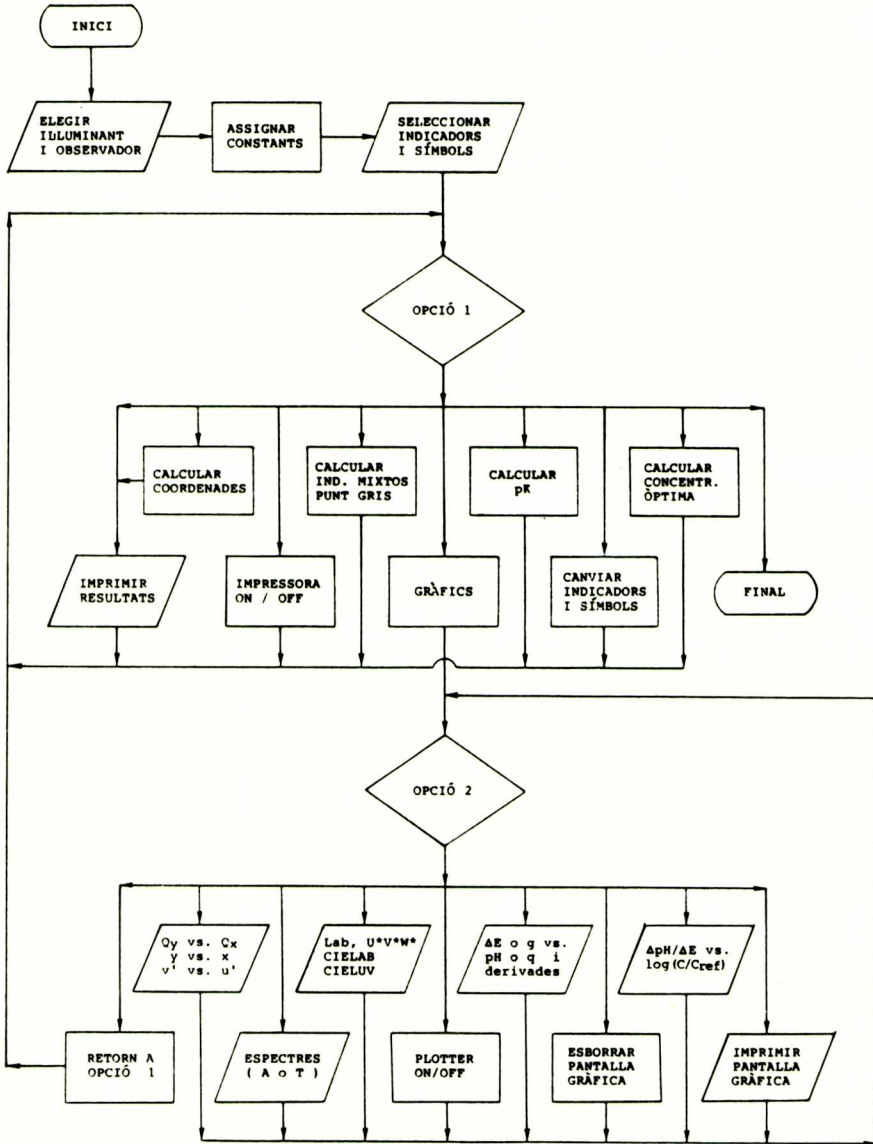 INICI
ELEGIR
ILLUMINANT
I OBSERVADOR
ASSIGNAR
CONSTANTS
SELECCIONAR
INDICADORS
I SÍMBOLS
OPCIÓ 1
CALCULAR
COORDENADES
CALCULAR
IND. MIXTOS
PUNT GRIS
CALCULAR
pK
CALCULAR
CONCENTR.
ÒPTIMA
IMPRIMIR
RESULTATS
IMPRESSORA
ON / OFF
GRÀFICS
CANVIAR
INDICADORS
I SÍMBOLS
FINAL
OPCIÓ 2
Qy vs. Qx
y vs. x
v' vs. u'
Lab, U*V*W*
CIELAB
CIELUV
ΔE o g vs.
pH o q i
derivades
ΔpH/ΔE vs.
log(C/Cref)
RETORN A
OPCIÓ 1
ESPECTRES
( A o T )
PLOTTER
ON/OFF
ESBORRAR
PANTALLA
GRÀFICA
IMPRIMIR
PANTALLA
GRÀFICA